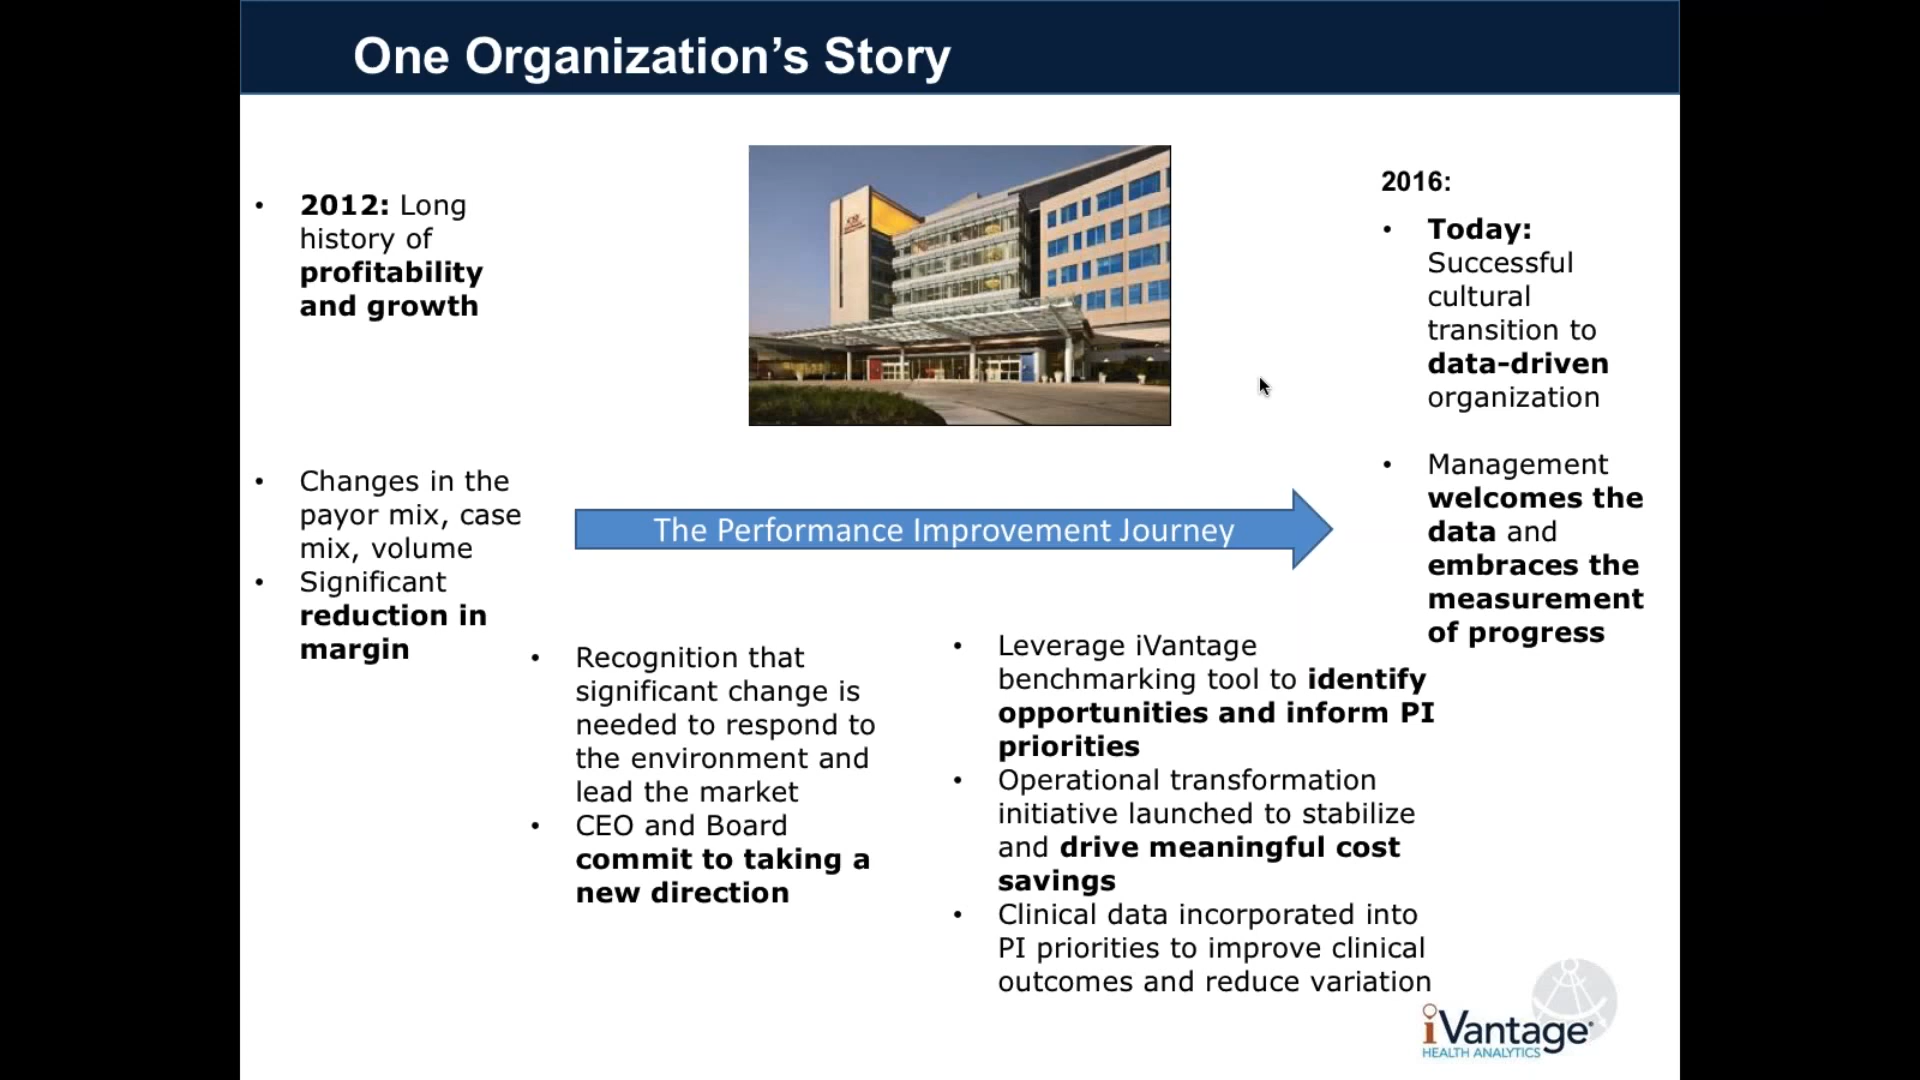 One Organization’s Story
• 2012: Long
history of
profitability
and growth
• Changes in the
payor mix, case
mix, volume
• Significant
reduction in
margin
The Performance Improvement Journey
• Recognition that
significant change is
needed to respond to
the environment and
lead the market
• CEO and Board
commit to taking a
new direction
• Leverage iVantage
benchmarking tool to identify
opportunities and inform PI
priorities
• Operational transformation
initiative launched to stabilize
and drive meaningful cost
savings
• Clinical data incorporated into
PI priorities to improve clinical
outcomes and reduce variation
2016:
• Today:
Successful
cultural
transition to
data-driven
organization
• Management
welcomes the
data and
embraces the
measurement
of progress
iVantage
HEALTH ANALYTICS